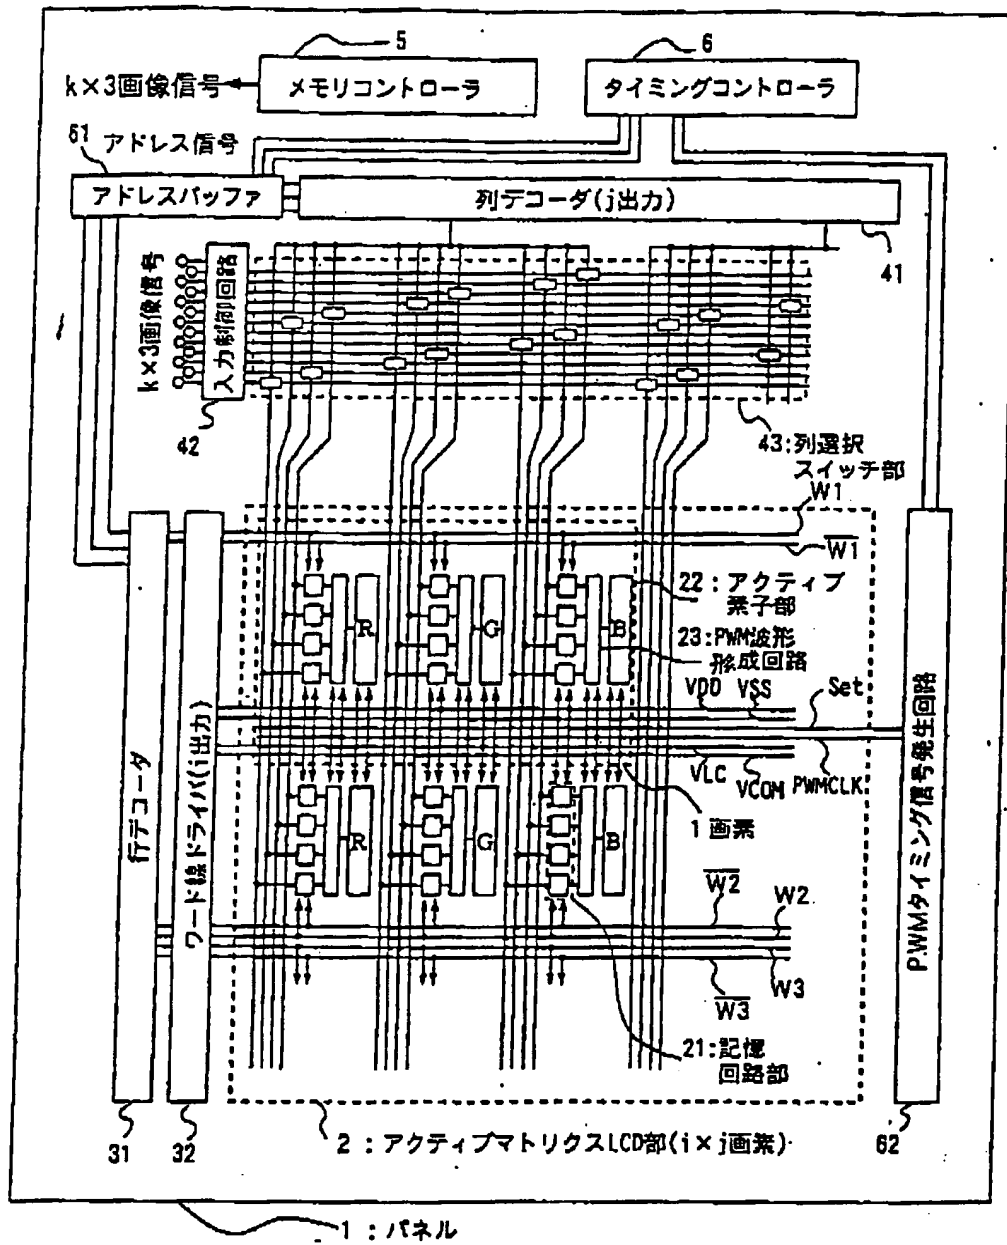 5
6
k×3画像信号
メモリコントローラ
タイミングコントローラ
61 アドレス信号
アドレスバッファ
列デコーダ(j出力)
41
k×3画像信号
入力制御回路
42
43:列選択
スイッチ部
W1
W1
22:アクティブ
素子部
23:PWM波形
形成回路
R
G
B
VDD
VSS
Set
VLC
VCOM
PWMCLK
1画素
R
G
B
W2
W2
W3
W3
21:記憶
回路部
行デコーダ
ワード線ドライバ(i出力)
PWMタイミング信号発生回路
31
32
2:アクティブマトリクスLCD部(i×j画素)
62
1:パネル